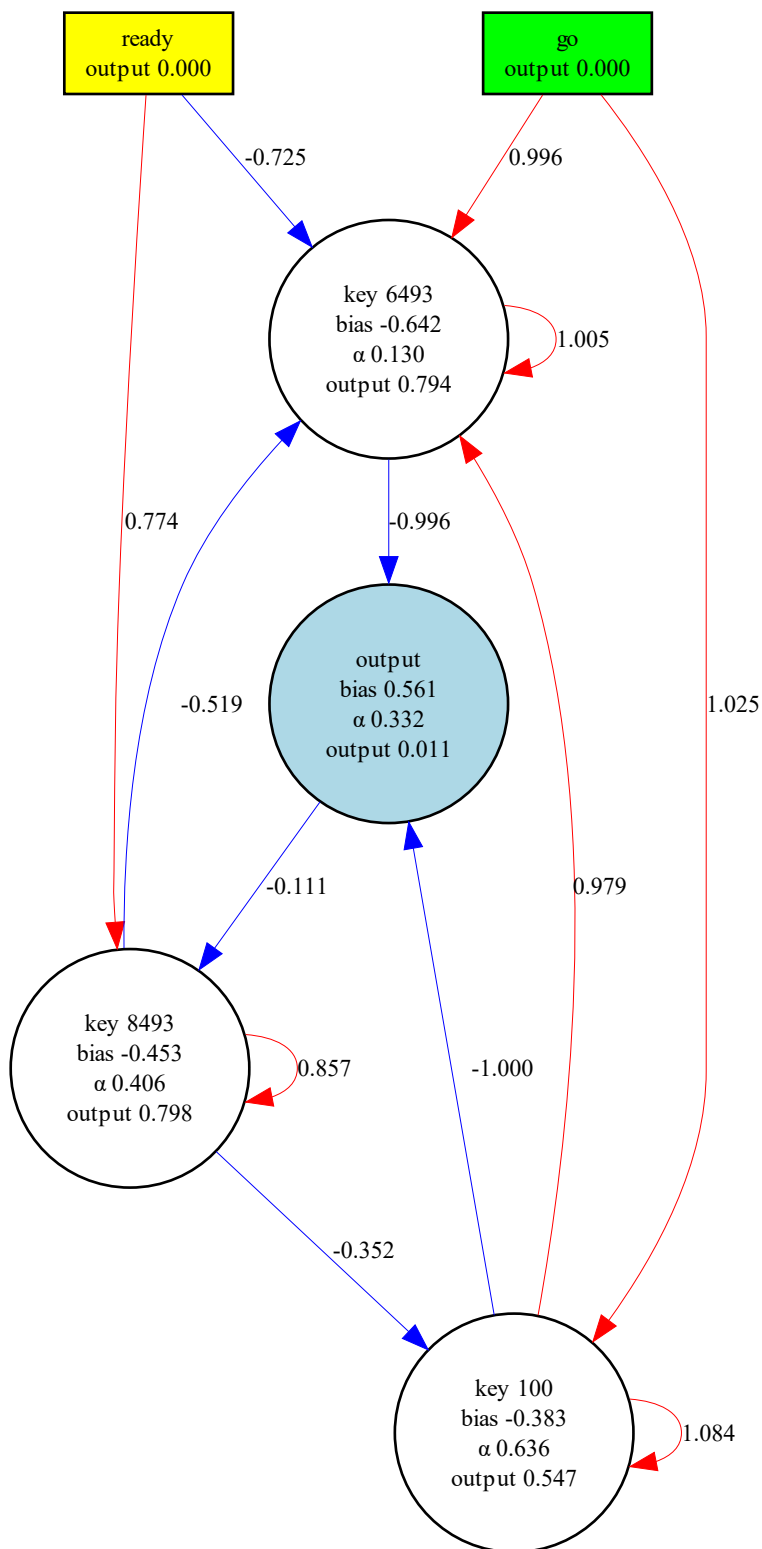 ready
output 0.000
go
output 0.000
-0.725
0.996
key 6493
bias -0.642
α 0.130
output 0.794
1.005
0.774
-0.996
output
bias 0.561
α 0.332
output 0.011
-0.519
1.025
-0.111
0.979
key 8493
bias -0.453
α 0.406
output 0.798
0.857
-1.000
-0.352
key 100
bias -0.383
α 0.636
output 0.547
1.084